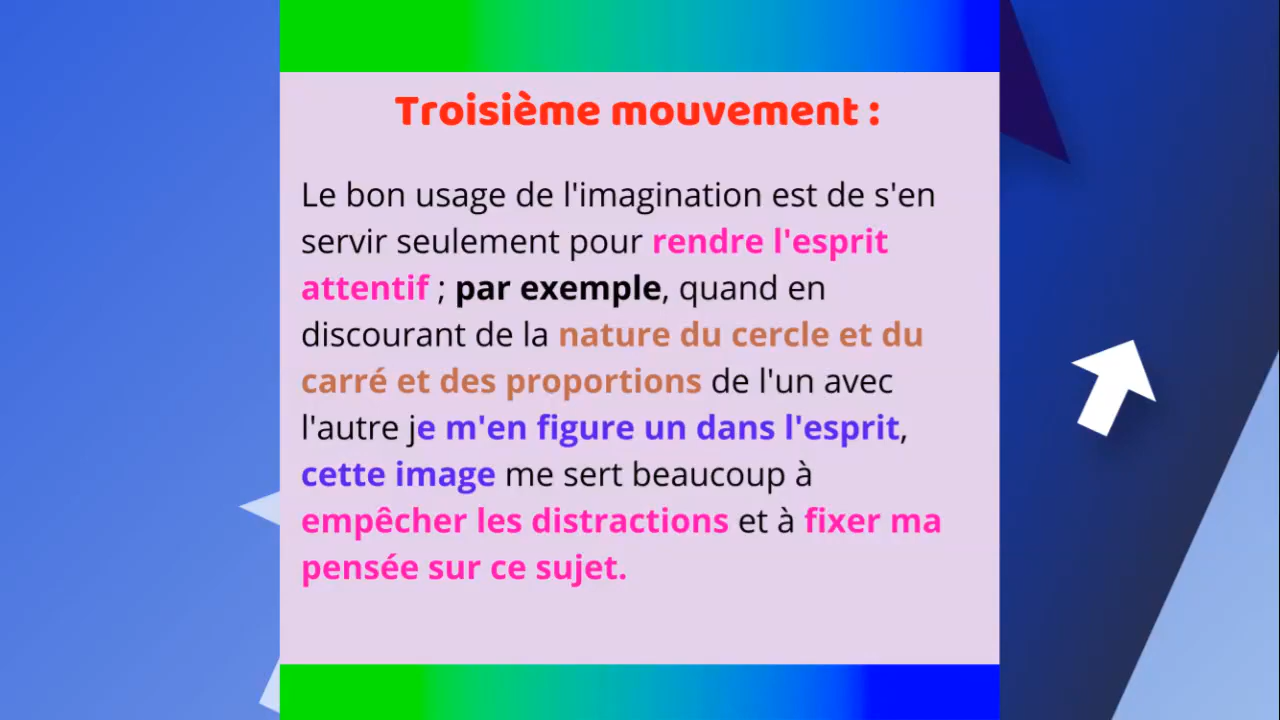 Troisième mouvement :
Le bon usage de l'imagination est de s'en
servir seulement pour rendre l'esprit
attentif ; par exemple, quand en
discourant de la nature du cercle et du
carré et des proportions de l'un avec
l'autre je m'en figure un dans l'esprit,
cette image me sert beaucoup à
empêcher les distractions et à fixer ma
pensée sur ce sujet.